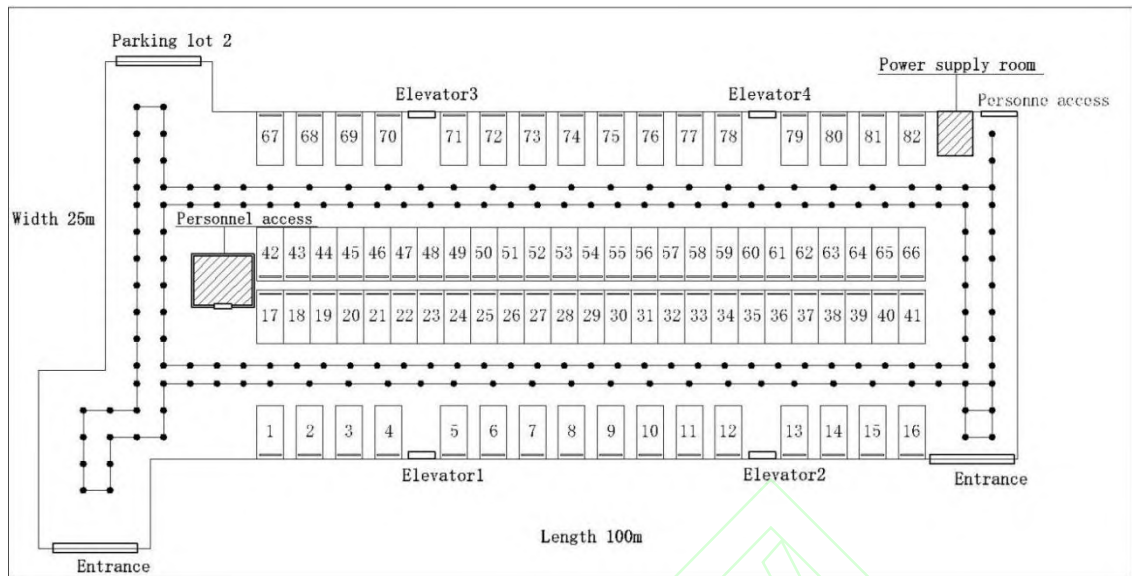 Parking lot 2
Power supply room
Elevator3 Elevator4
Personne access
67 68 69 70 71 72 73 74 75 76 77 78 79 80 81 82
Width 25m
Personnel access
42 43 44 45 46 47 48 49 50 51 52 53 54 55 56 57 58 59 60 61 62 63 64 65 66
17 18 19 20 21 22 23 24 25 26 27 28 29 30 31 32 33 34 35 36 37 38 39 40 41
1 2 3 4 5 6 7 8 9 10 11 12 13 14 15 16
Elevator1 Elevator2
Entrance
Length 100m
Entrance